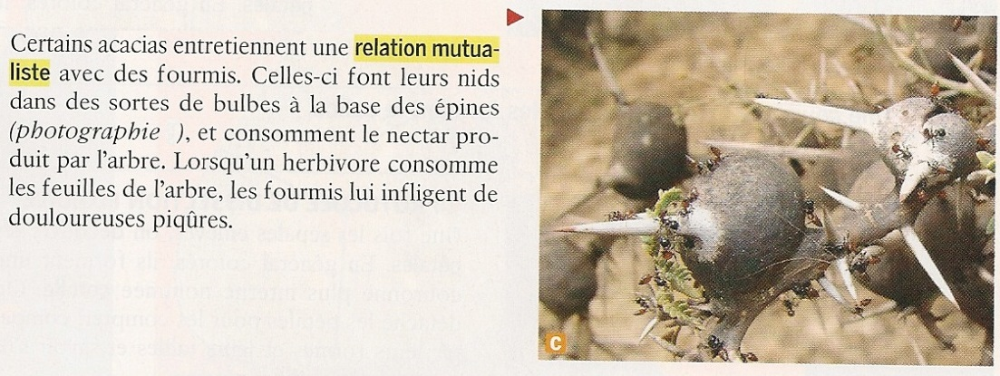 Certains acacias entretiennent une relation mutua-
liste avec des fourmis. Celles-ci font leurs nids
dans des sortes de bulbes à la base des épines
(photographie ), et consomment le nectar pro-
duit par l'arbre. Lorsqu'un herbivore consomme
les feuilles de l'arbre, les fourmis lui infligent de
douloureuses piqûres.
C